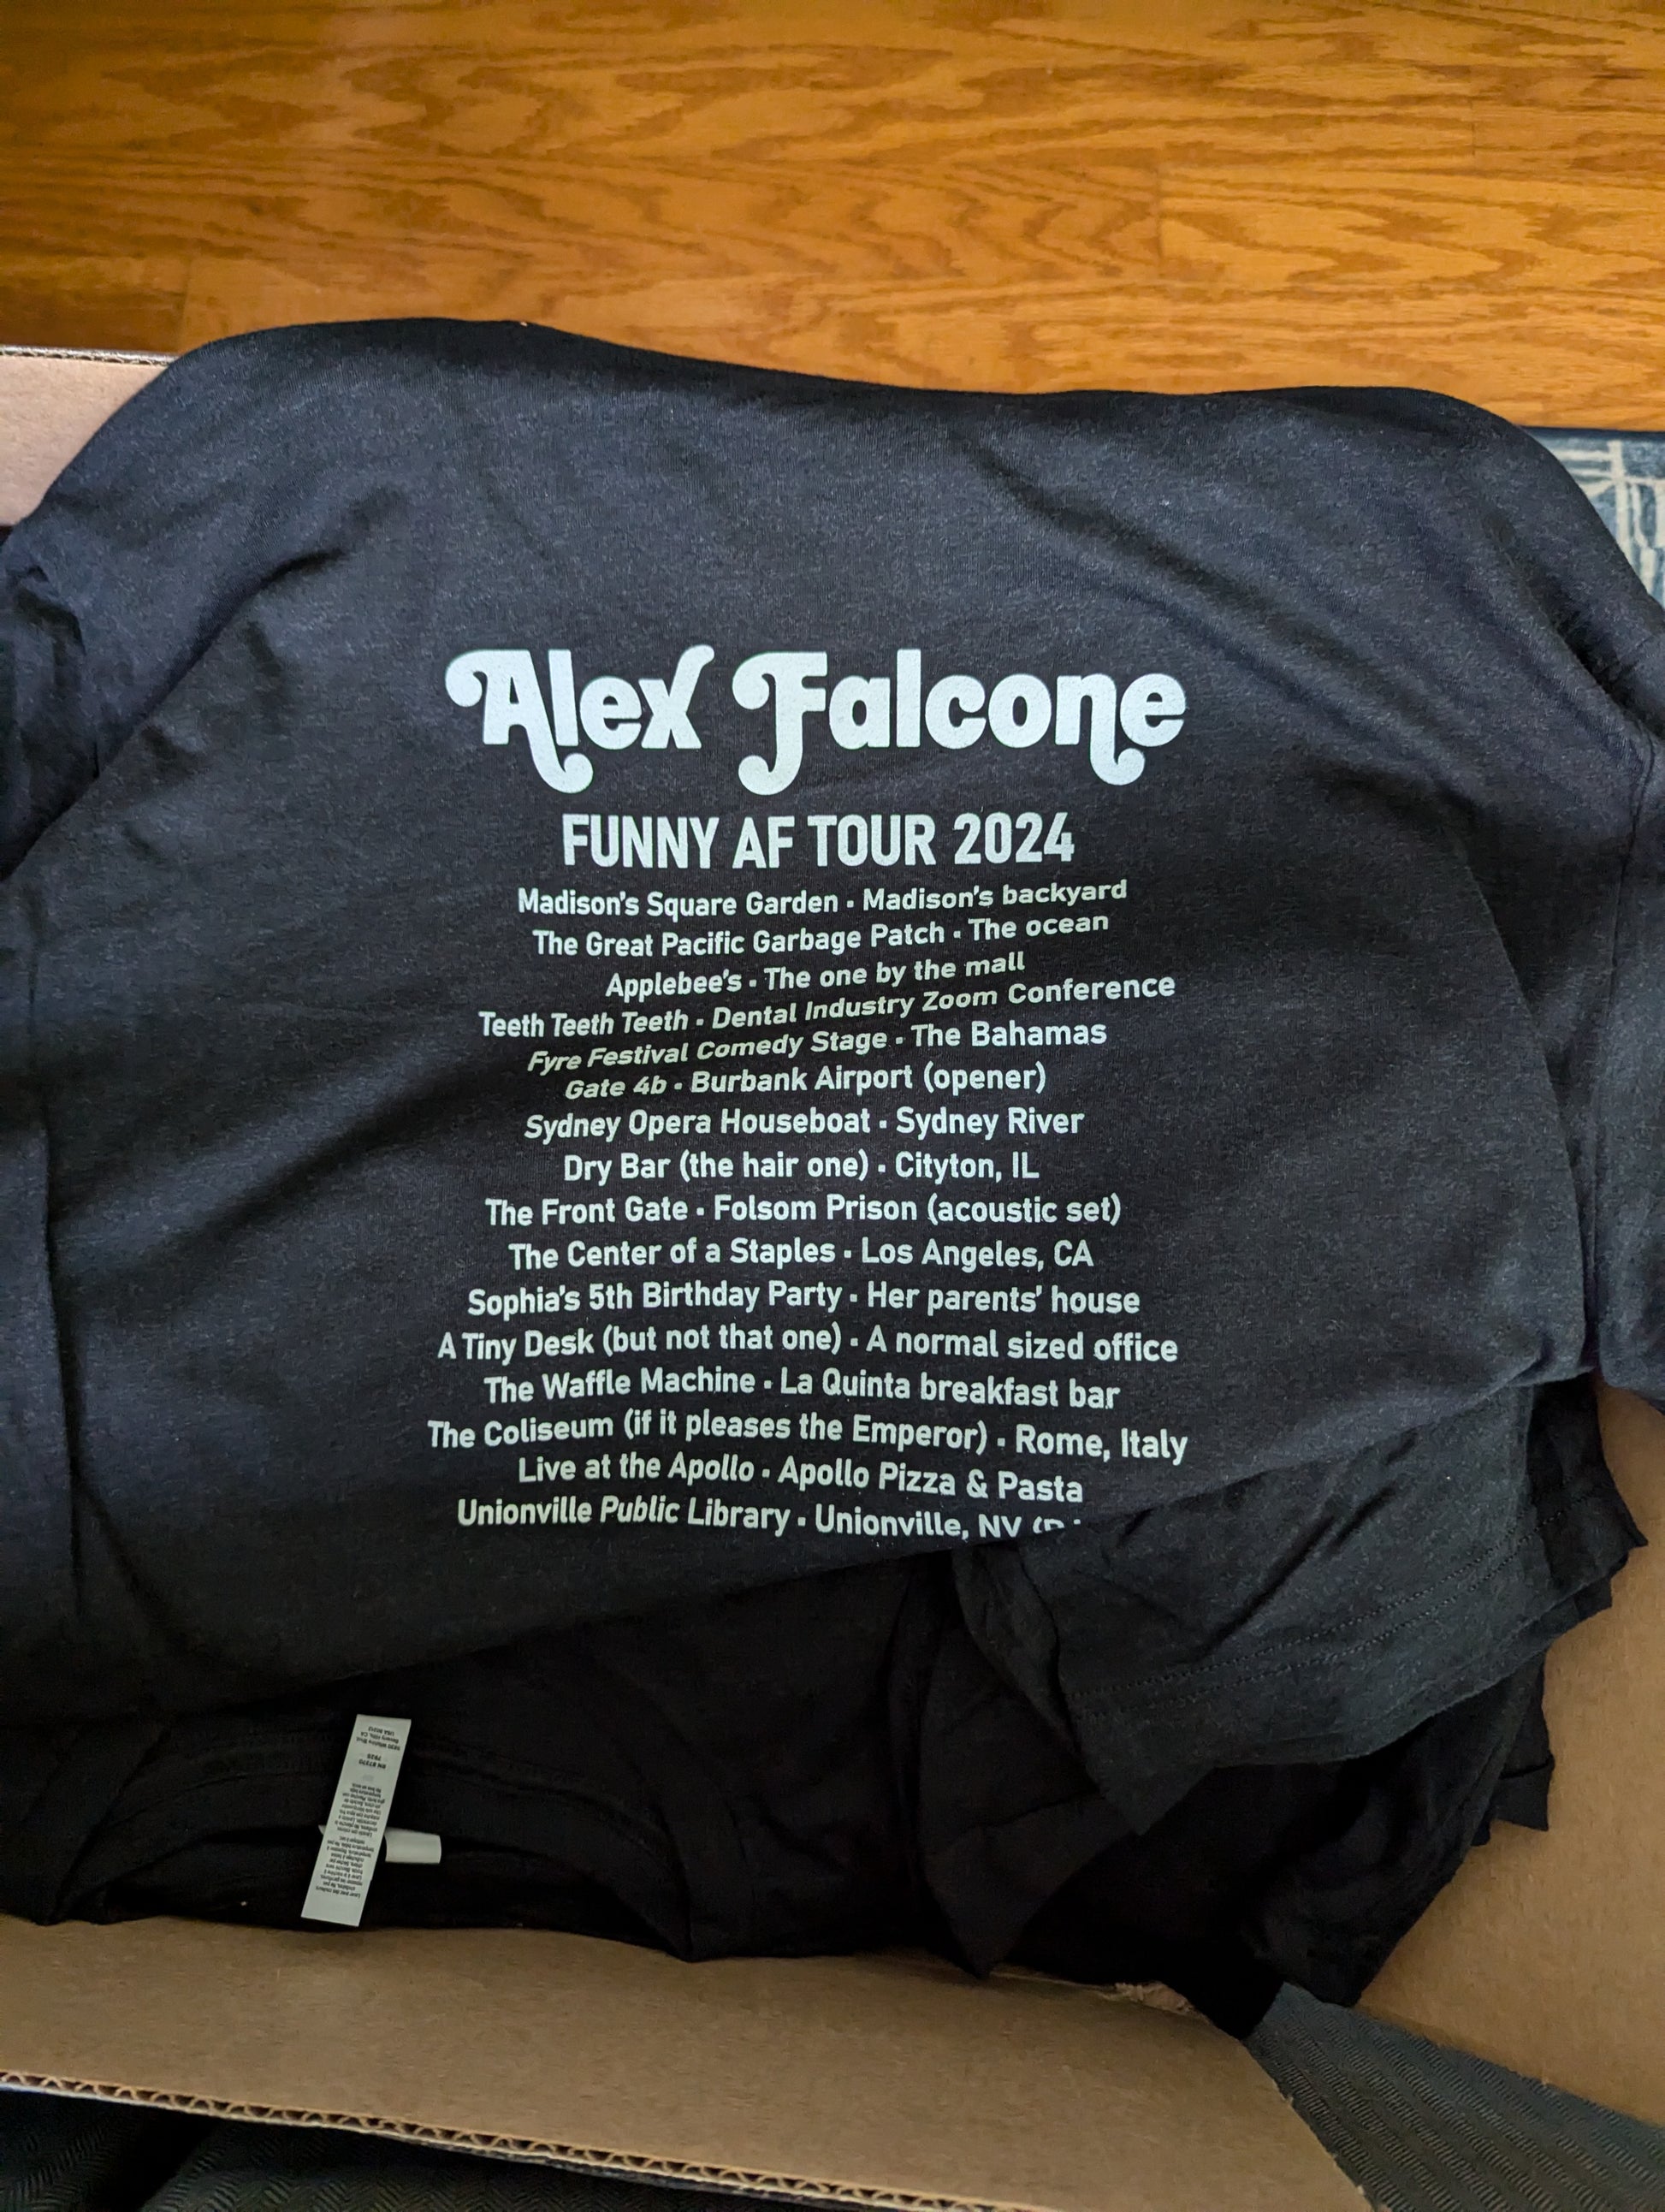 Alex Falcone
FUNNY AF TOUR 2024
Madison's Square Garden ▪ Madison's backyard
The Great Pacific Garbage Patch ▪ The ocean
Applebee's ▪ The one by the mall
Teeth Teeth Teeth ▪ Dental Industry Zoom Conference
Fyre Festival Comedy Stage ▪ The Bahamas
Gate 4b ▪ Burbank Airport (opener)
Sydney Opera Houseboat ▪ Sydney River
Dry Bar (the hair one) ▪ Cityton, IL
The Front Gate ▪ Folsom Prison (acoustic set)
The Center of a Staples ▪ Los Angeles, CA
Sophia's 5th Birthday Party ▪ Her parents' house
A Tiny Desk (but not that one) ▪ A normal sized office
The Waffle Machine ▪ La Quinta breakfast bar
The Coliseum (if it pleases the Emperor) ▪ Rome, Italy
Live at the Apollo ▪ Apollo Pizza & Pasta
Unionville Public Library ▪ Unionville, NV